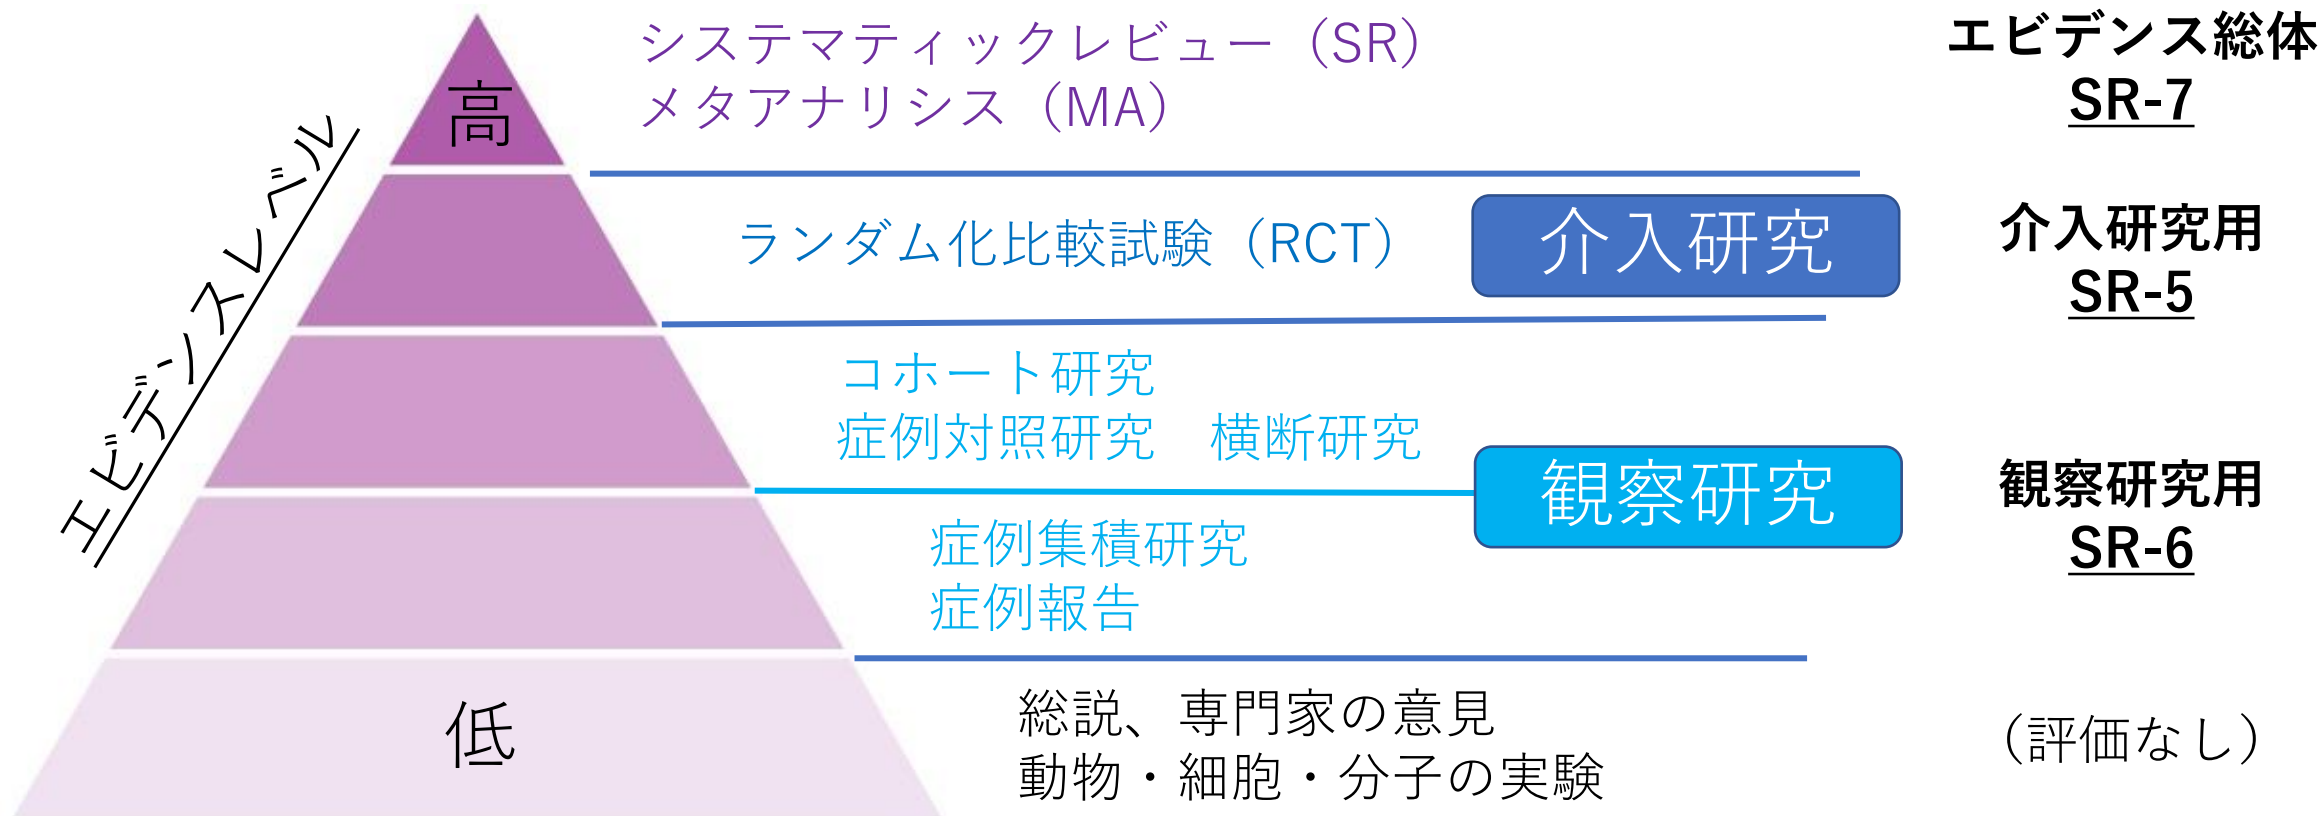 システマティックレビュー（SR）
メタアナリシス（MA）
エビデンス総体
SR-7
高
エビデンスレベル
ランダム化比較試験（RCT）
介入研究
介入研究用
SR-5
コホート研究
症例対照研究　横断研究
観察研究
観察研究用
SR-6
症例集積研究
症例報告
低
総説、専門家の意見
動物・細胞・分子の実験
（評価なし）